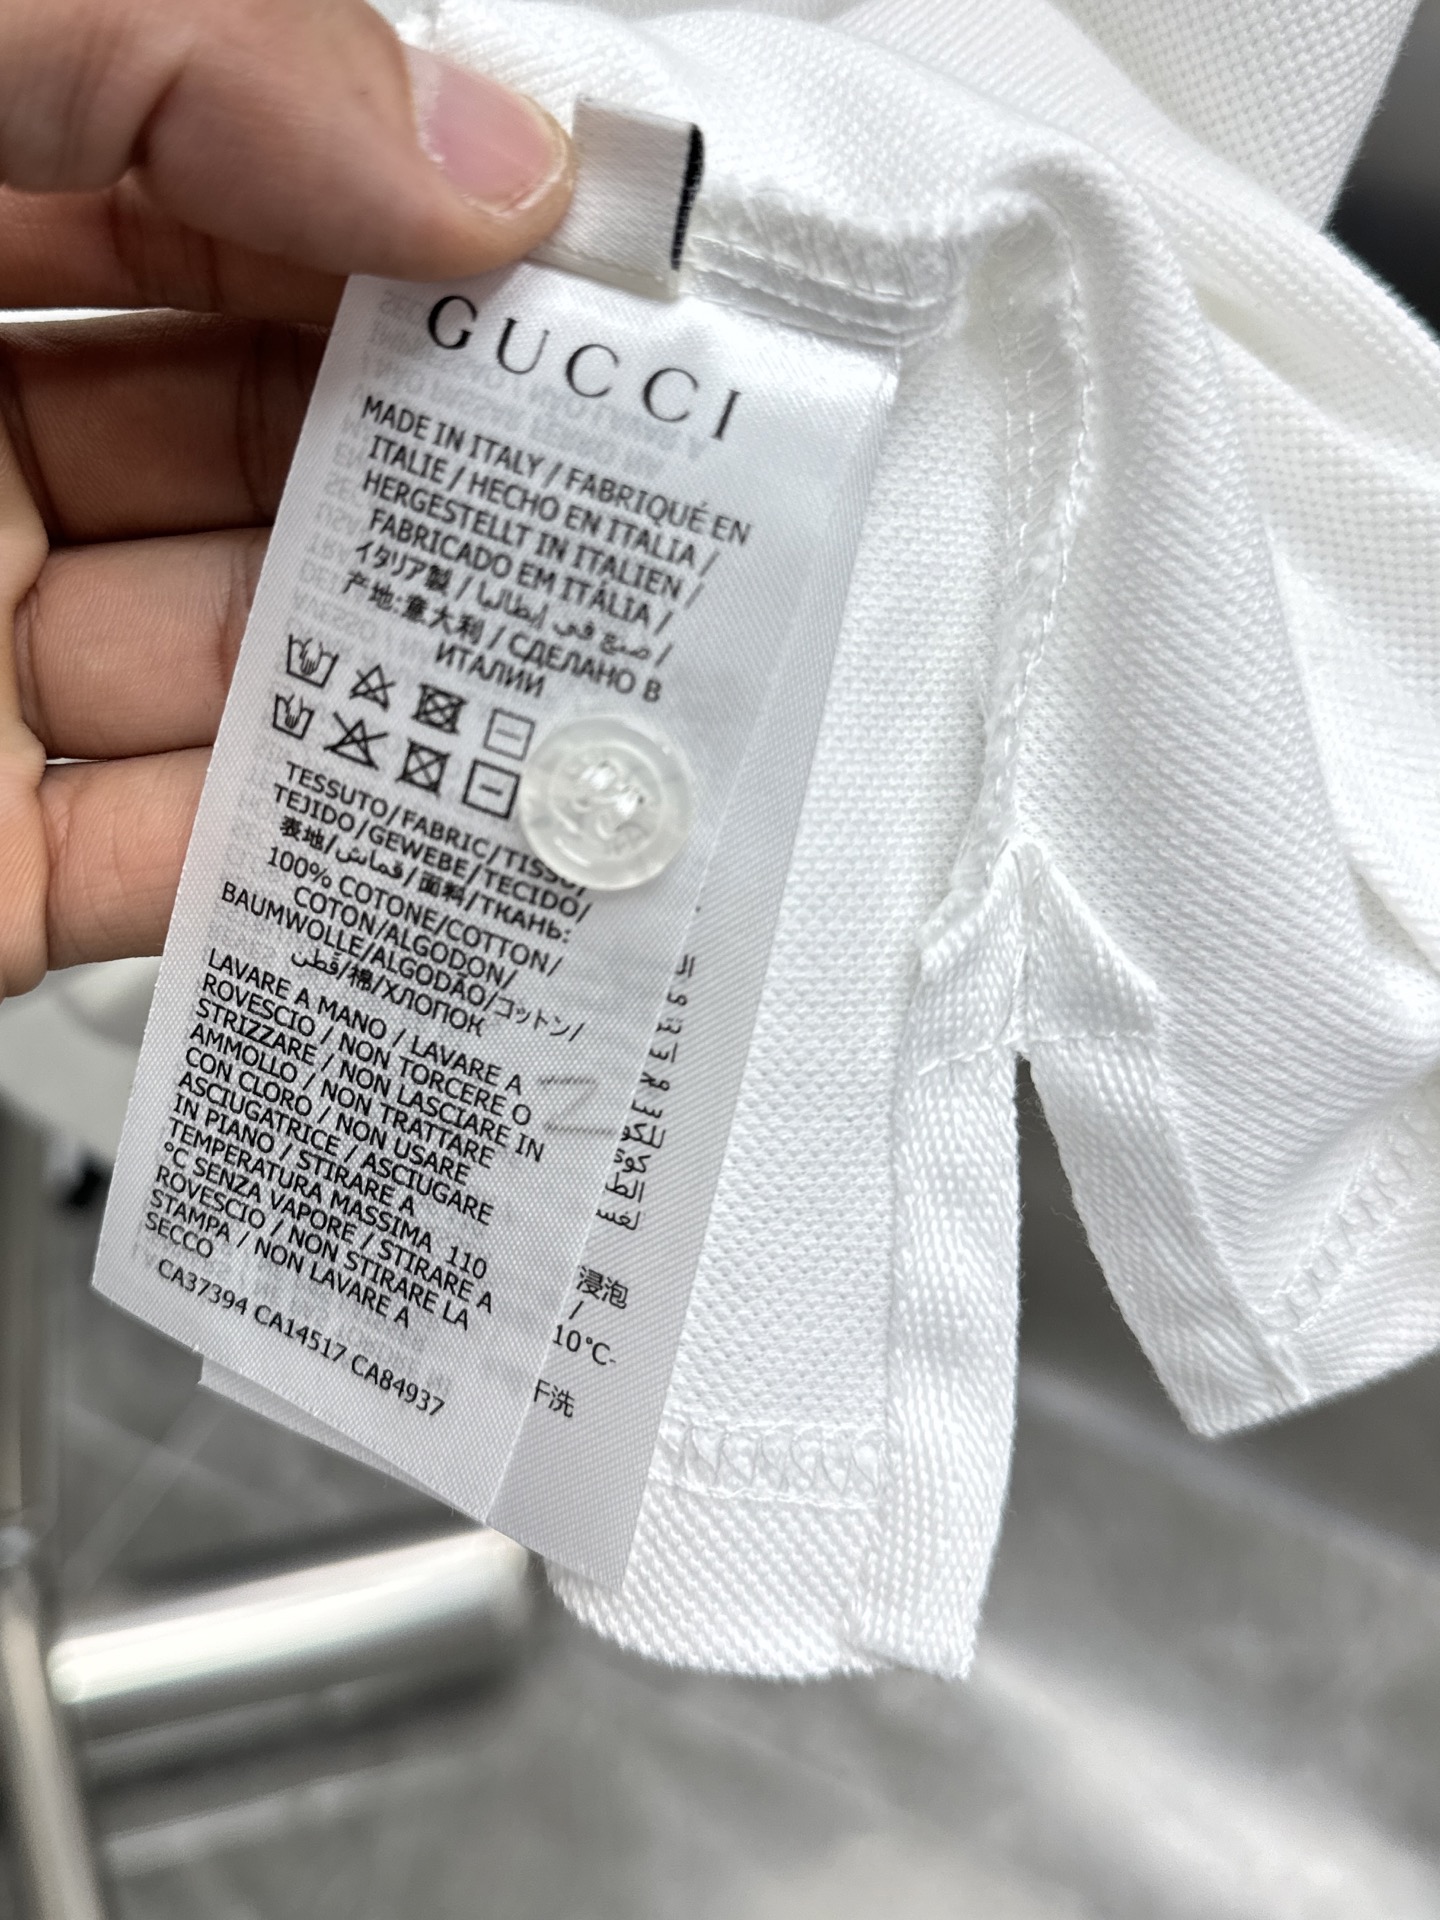 GUCCI
MADE IN ITALY / FABRIQUÉ EN
ITALIE / HECHO EN ITALIA /
HERGESTELLT IN ITALIEN /
FABRICADO EM ITÁLIA /
イタリア製 / صنع في إيطاليا /
产地:意大利 / СДЕЛАНО В
ИТАЛИИ
TESSUTO/FABRIC/TISSU/
TEJIDO/GEWEBE/TECIDO/
表地/قماش/面料/ТКАНЬ:
100% COTONE/COTTON/
COTON/ALGODON/
BAUMWOLLE/ALGODÃO/コットン/
قطن/棉/ХЛОПОК
LAVARE A MANO / LAVARE A
ROVESCIO / NON TORCERE O
STRIZZARE / NON LASCIARE IN
AMMOLLO / NON TRATTARE
CON CLORO / NON USARE
ASCIUGATRICE / ASCIUGARE
IN PIANO / STIRARE A
TEMPERATURA MASSIMA 110
°C SENZA VAPORE / STIRARE A
ROVESCIO / NON STIRARE LA
STAMPA / NON LAVARE A
SECCO
CA37394 CA14517 CA84937
浸泡
/
10°C-
干洗